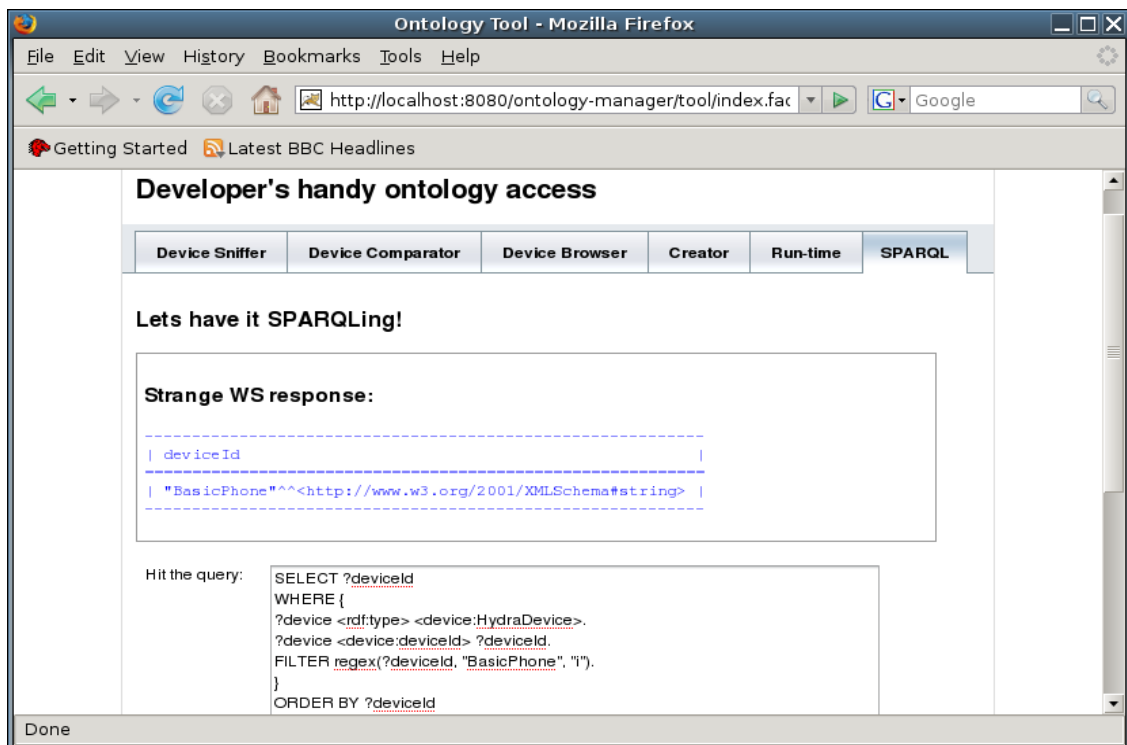 Ontology Tool - Mozilla Firefox
File Edit View History Bookmarks Tools Help
http://localhost:8080/ontology-manager/tool/index.fac
G Google
Getting Started Latest BBC Headlines
Developer's handy ontology access
Device Sniffer Device Comparator Device Browser Creator Run-time SPARQL
Lets have it SPARQLing!
Strange WS response:
-----------------------------------------------------------
| deviceId |
===========================================================
| "BasicPhone"^^<http://www.w3.org/2001/XMLSchema#string> |
-----------------------------------------------------------
Hit the query:
SELECT ?deviceId
WHERE {
?device <rdf:type> <device:HydraDevice>.
?device <device:deviceId> ?deviceId.
FILTER regex(?deviceId, "BasicPhone", "i").
}
ORDER BY ?deviceId
Done